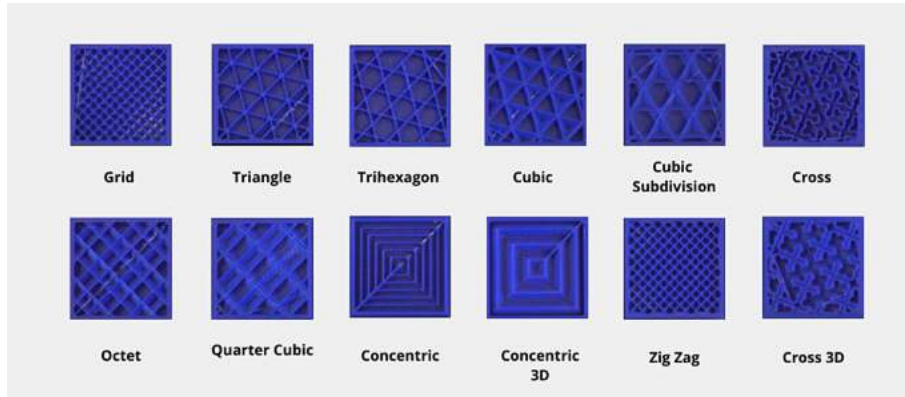 Grid
Triangle
Trihexagon
Cubic
Cubic
Subdivision
Cross
Octet
Quarter Cubic
Concentric
Concentric
3D
Zig Zag
Cross 3D